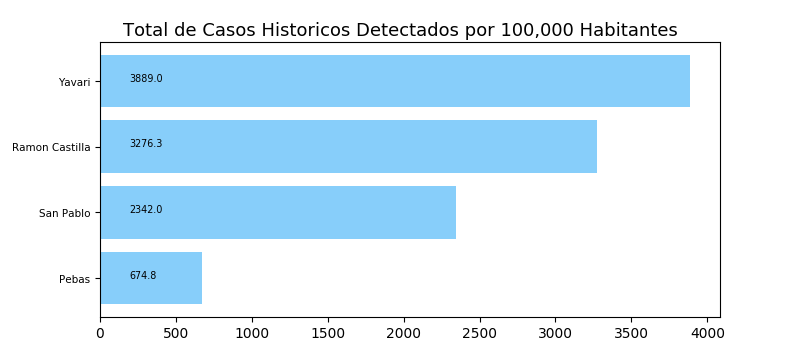 Total de Casos Historicos Detectados por 100,000 Habitantes
Yavari
3889.0
Ramon Castilla
3276.3
San Pablo
2342.0
Pebas
674.8
0 500 1000 1500 2000 2500 3000 3500 4000